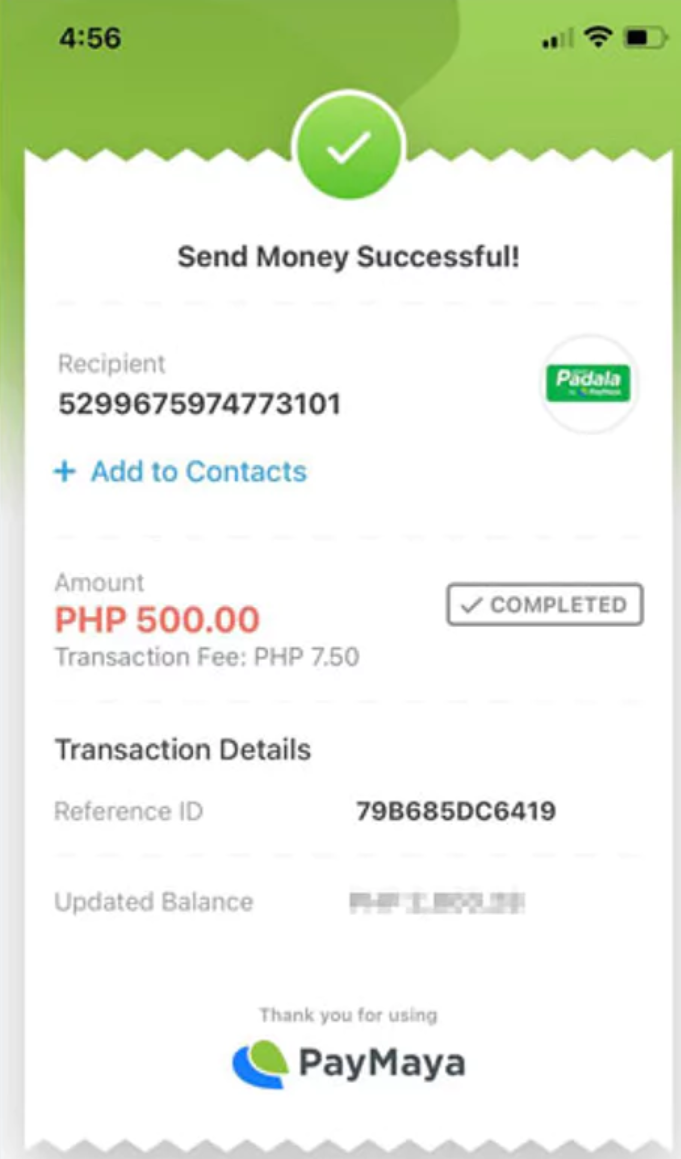 4:56
Send Money Successful!
Recipient
5299675974773101
Padala
+ Add to Contacts
Amount
PHP 500.00
COMPLETED
Transaction Fee: PHP 7.50
Transaction Details
Reference ID 79B685DC6419
Updated Balance
Thank you for using
PayMaya